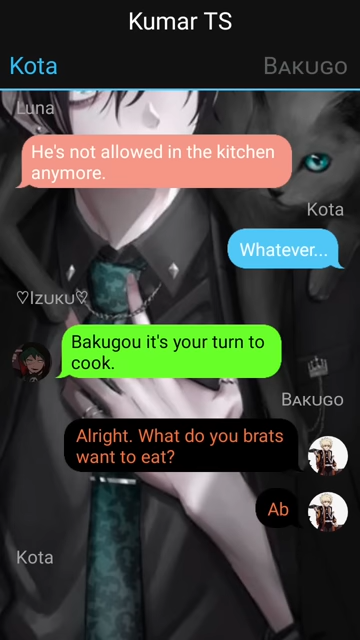 Kumar TS
Kota Bakugo
Luna
He's not allowed in the kitchen
anymore.
Kota
Whatever...
♡Izuku♡
Bakugou it's your turn to
cook.
Bakugo
Alright. What do you brats
want to eat?
Ab
Kota